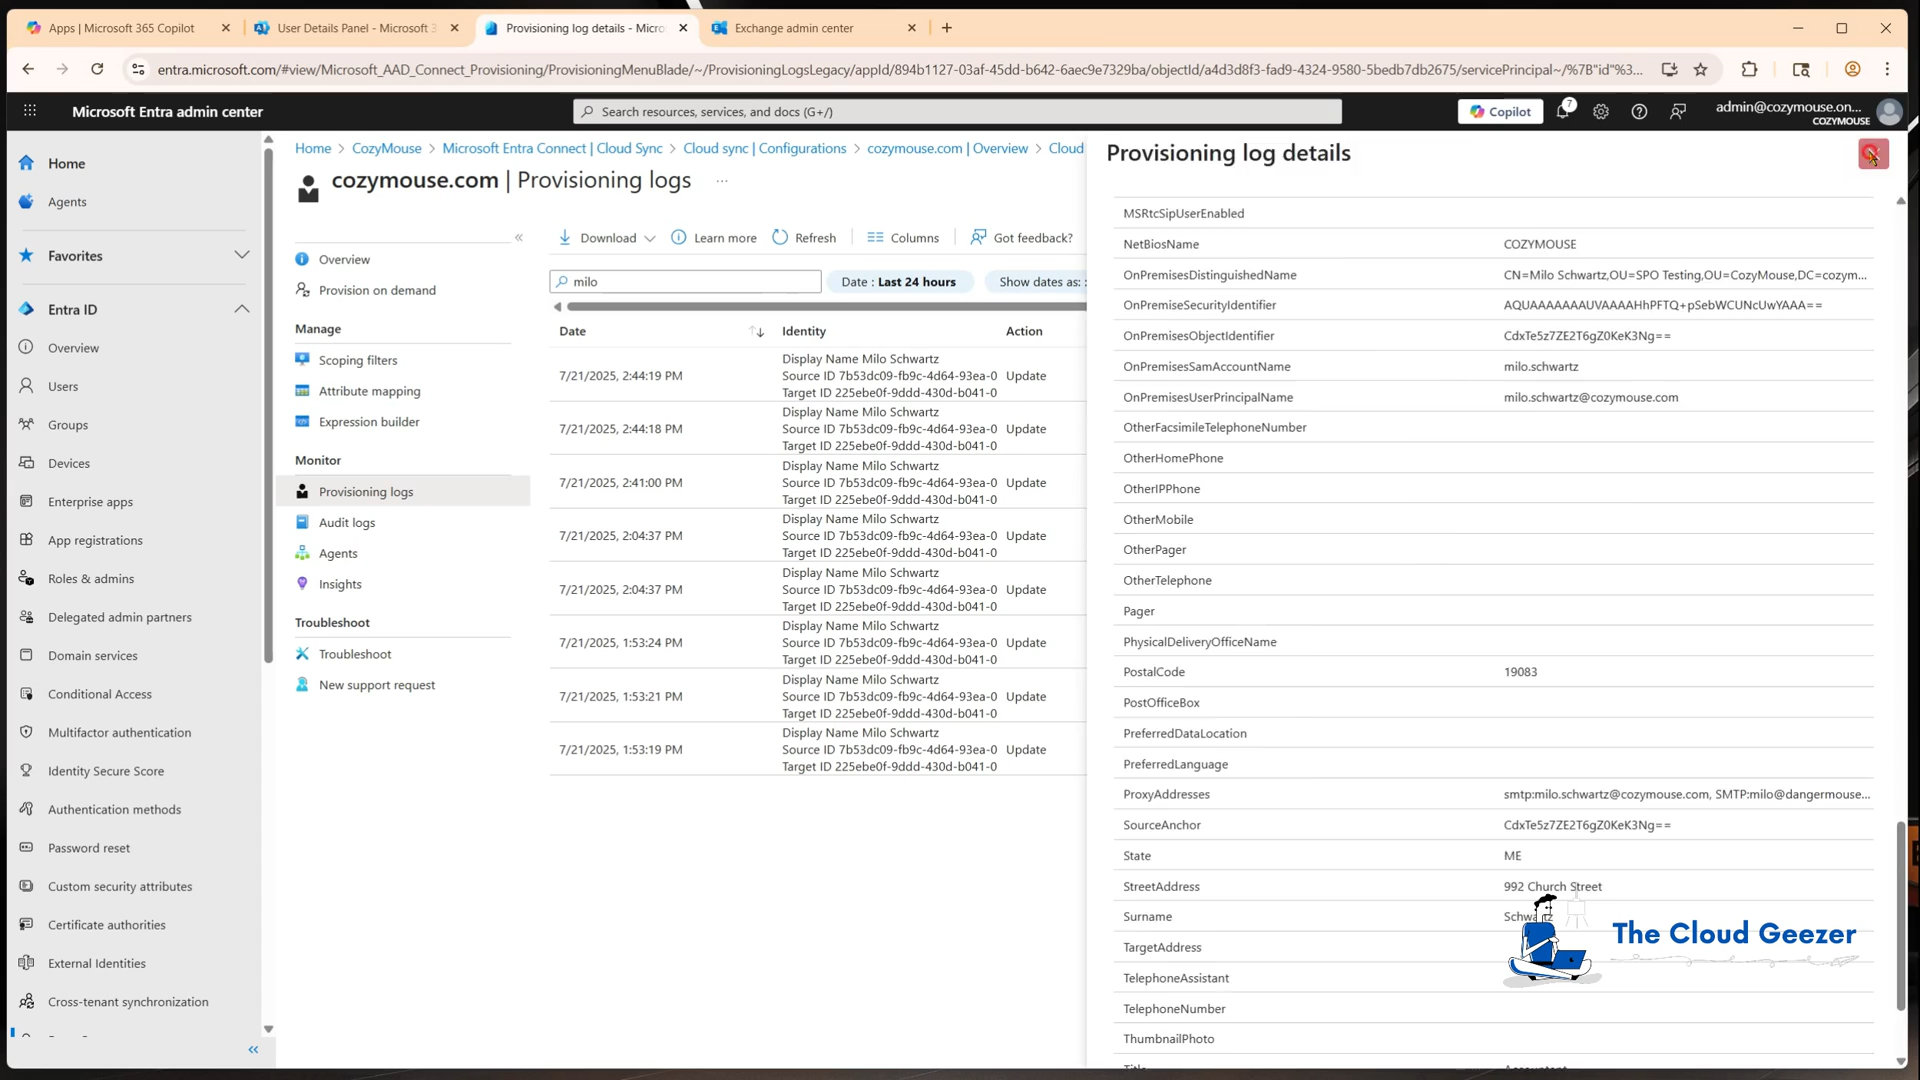 Apps | Microsoft 365 Copilot
User Details Panel - Microsoft 3
Provisioning log details - Micro
Exchange admin center
entra.microsoft.com/#view/Microsoft_AAD_Connect_Provisioning/ProvisioningMenuBlade/~/ProvisioningLogsLegacy/appId/894b1127-03af-45dd-b642-6aec9e7329ba/objectId/a4d3d8f3-fad9-4324-9580-5bedb7db2675/servicePrincipal~/%7B"id"%3...
Microsoft Entra admin center
Search resources, services, and docs (G+/)
Copilot
7
admin@cozymouse.on...
COZYMOUSE
Home
Agents
Favorites
Entra ID
Overview
Users
Groups
Devices
Enterprise apps
App registrations
Roles & admins
Delegated admin partners
Domain services
Conditional Access
Multifactor authentication
Identity Secure Score
Authentication methods
Password reset
Custom security attributes
Certificate authorities
External Identities
Cross-tenant synchronization
Home > CozyMouse > Microsoft Entra Connect | Cloud Sync > Cloud sync | Configurations > cozymouse.com | Overview > Cloud
cozymouse.com | Provisioning logs ...
Overview
Provision on demand
Manage
Scoping filters
Attribute mapping
Expression builder
Monitor
Provisioning logs
Audit logs
Agents
Insights
Troubleshoot
Troubleshoot
New support request
Download
Learn more
Refresh
Columns
Got feedback?
milo
Date : Last 24 hours
Show dates as: :
Date Identity Action
Display Name Milo Schwartz
7/21/2025, 2:44:19 PM Source ID 7b53dc09-fb9c-4d64-93ea-0 Update
Target ID 225ebe0f-9ddd-430d-b041-0
Display Name Milo Schwartz
7/21/2025, 2:44:18 PM Source ID 7b53dc09-fb9c-4d64-93ea-0 Update
Target ID 225ebe0f-9ddd-430d-b041-0
Display Name Milo Schwartz
7/21/2025, 2:41:00 PM Source ID 7b53dc09-fb9c-4d64-93ea-0 Update
Target ID 225ebe0f-9ddd-430d-b041-0
Display Name Milo Schwartz
7/21/2025, 2:04:37 PM Source ID 7b53dc09-fb9c-4d64-93ea-0 Update
Target ID 225ebe0f-9ddd-430d-b041-0
Display Name Milo Schwartz
7/21/2025, 2:04:37 PM Source ID 7b53dc09-fb9c-4d64-93ea-0 Update
Target ID 225ebe0f-9ddd-430d-b041-0
Display Name Milo Schwartz
7/21/2025, 1:53:24 PM Source ID 7b53dc09-fb9c-4d64-93ea-0 Update
Target ID 225ebe0f-9ddd-430d-b041-0
Display Name Milo Schwartz
7/21/2025, 1:53:21 PM Source ID 7b53dc09-fb9c-4d64-93ea-0 Update
Target ID 225ebe0f-9ddd-430d-b041-0
Display Name Milo Schwartz
7/21/2025, 1:53:19 PM Source ID 7b53dc09-fb9c-4d64-93ea-0 Update
Target ID 225ebe0f-9ddd-430d-b041-0
Provisioning log details
MSRtcSipUserEnabled
NetBiosName COZYMOUSE
OnPremisesDistinguishedName CN=Milo Schwartz,OU=SPO Testing,OU=CozyMouse,DC=cozym...
OnPremiseSecurityIdentifier AQUAAAAAAAUVAAAAHhPFTQ+pSebWCUNcUwYAAA==
OnPremisesObjectIdentifier CdxTe5z7ZE2T6gZ0KeK3Ng==
OnPremisesSamAccountName milo.schwartz
OnPremisesUserPrincipalName milo.schwartz@cozymouse.com
OtherFacsimileTelephoneNumber
OtherHomePhone
OtherIPPhone
OtherMobile
OtherPager
OtherTelephone
Pager
PhysicalDeliveryOfficeName
PostalCode 19083
PostOfficeBox
PreferredDataLocation
PreferredLanguage
ProxyAddresses smtp:milo.schwartz@cozymouse.com, SMTP:milo@dangermouse...
SourceAnchor CdxTe5z7ZE2T6gZ0KeK3Ng==
State ME
StreetAddress 992 Church Street
Surname Schwartz
TargetAddress
TelephoneAssistant
TelephoneNumber
ThumbnailPhoto
The Cloud Geezer